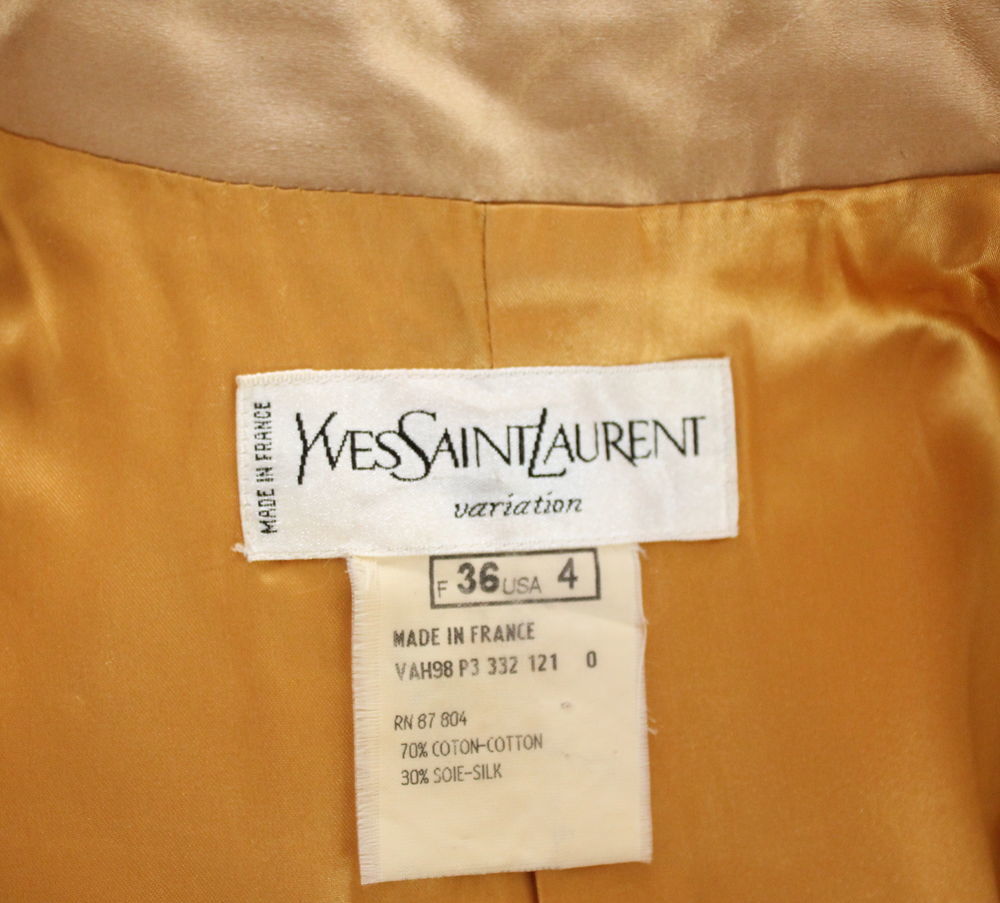 MADE IN FRANCE
YVESSAINTLAURENT
variation
F 36 USA 4
MADE IN FRANCE
VAH98 P3 332 121 0
RN 87 804
70% COTON-COTTON
30% SOIE-SILK